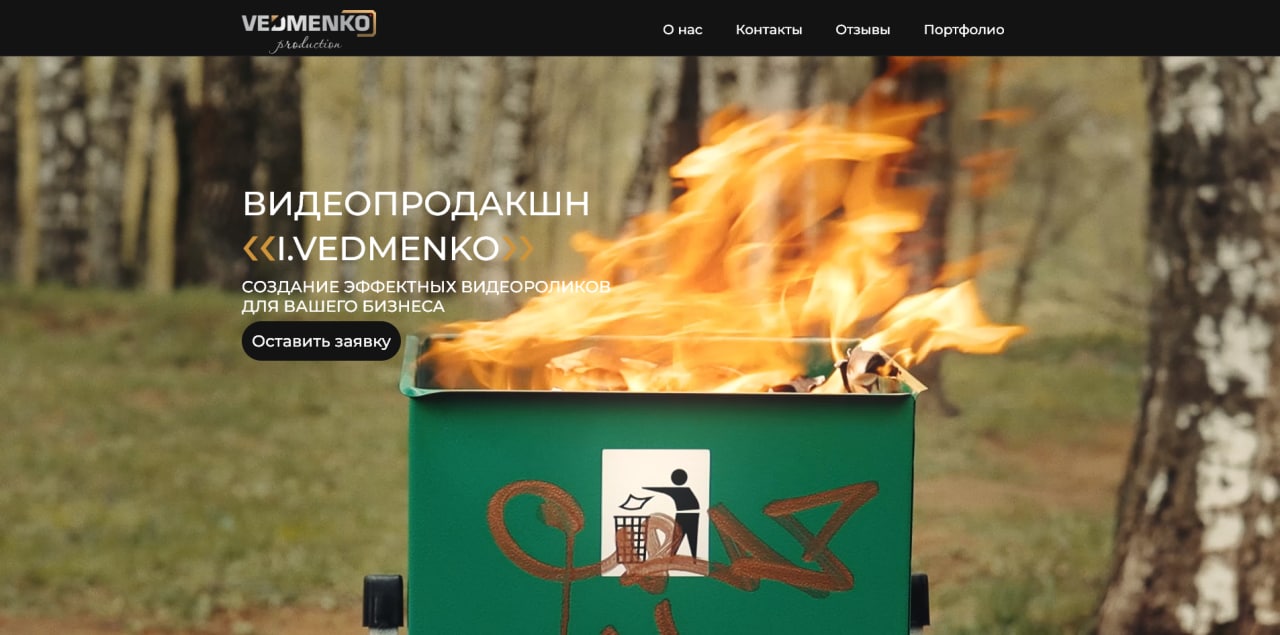 VEDMENKO
production
О нас
Контакты
Отзывы
Портфолио
ВИДЕОПРОДАКШН
«I.VEDMENKO»
СОЗДАНИЕ ЭФФЕКТНЫХ ВИДЕОРОЛИКОВ
ДЛЯ ВАШЕГО БИЗНЕСА
Оставить заявку